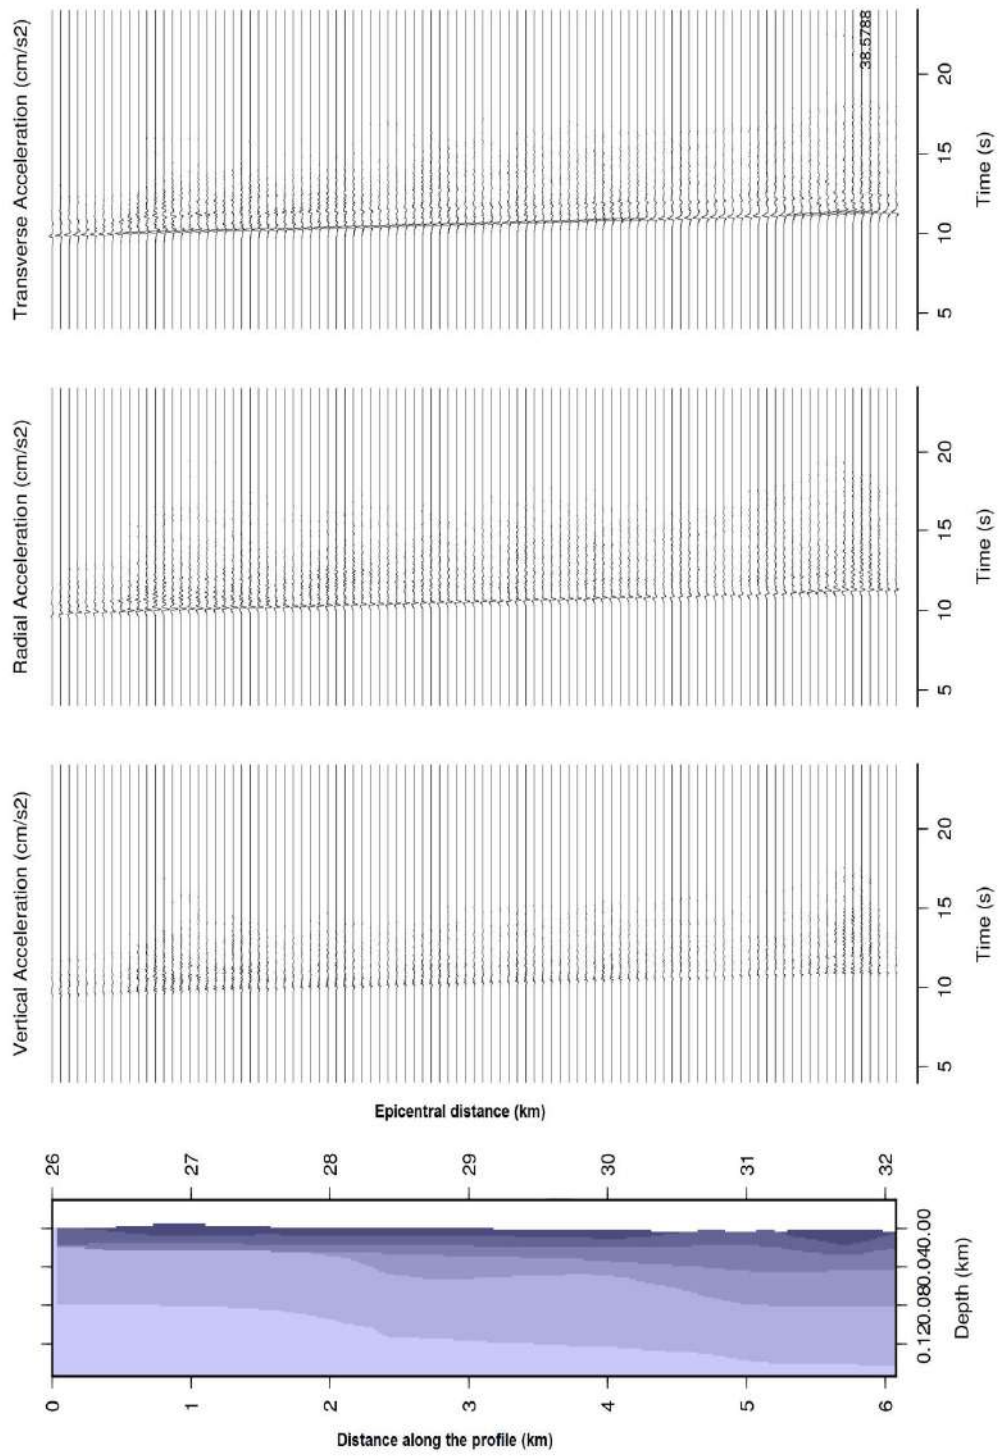 Transverse Acceleration (cm/s2)
38.5788
5 10 15 20
Time (s)
Radial Acceleration (cm/s2)
5 10 15 20
Time (s)
Vertical Acceleration (cm/s2)
5 10 15 20
Time (s)
Epicentral distance (km)
26 27 28 29 30 31 32
0.120.080.040.00
Depth (km)
0 1 2 3 4 5 6
Distance along the profile (km)